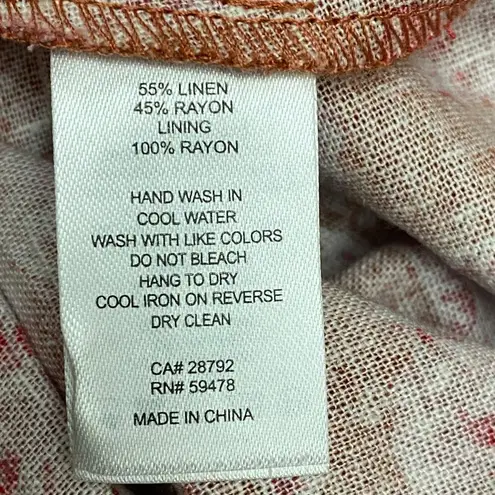 55% LINEN
45% RAYON
LINING
100% RAYON
HAND WASH IN
COOL WATER
WASH WITH LIKE COLORS
DO NOT BLEACH
HANG TO DRY
COOL IRON ON REVERSE
DRY CLEAN
CA# 28792
RN# 59478
MADE IN CHINA